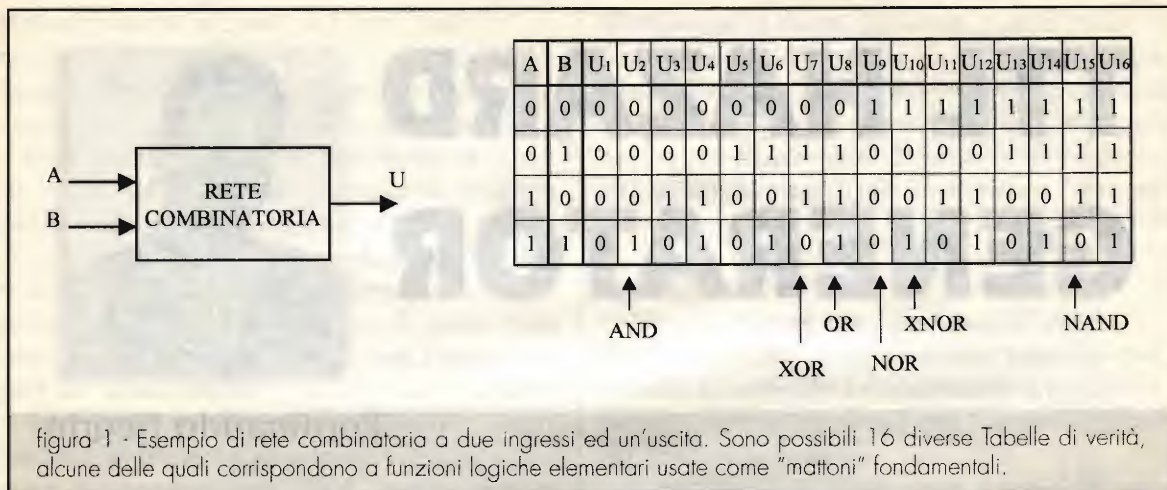 A B U1 U2 U3 U4 U5 U6 U7 U8 U9 U10 U11 U12 U13 U14 U15 U16
0 0 0 0 0 0 0 0 0 0 1 1 1 1 1 1 1 1
0 1 0 0 0 0 1 1 1 1 0 0 0 0 1 1 1 1
1 0 0 0 1 1 0 0 1 1 0 0 1 1 0 0 1 1
1 1 0 1 0 1 0 1 0 1 0 1 0 1 0 1 0 1
A
B
RETE
COMBINATORIA
U
AND
XOR
OR
NOR
XNOR
NAND
figura 1 - Esempio di rete combinatoria a due ingressi ed un'uscita. Sono possibili 16 diverse Tabelle di verità,
alcune delle quali corrispondono a funzioni logiche elementari usate come "mattoni" fondamentali.